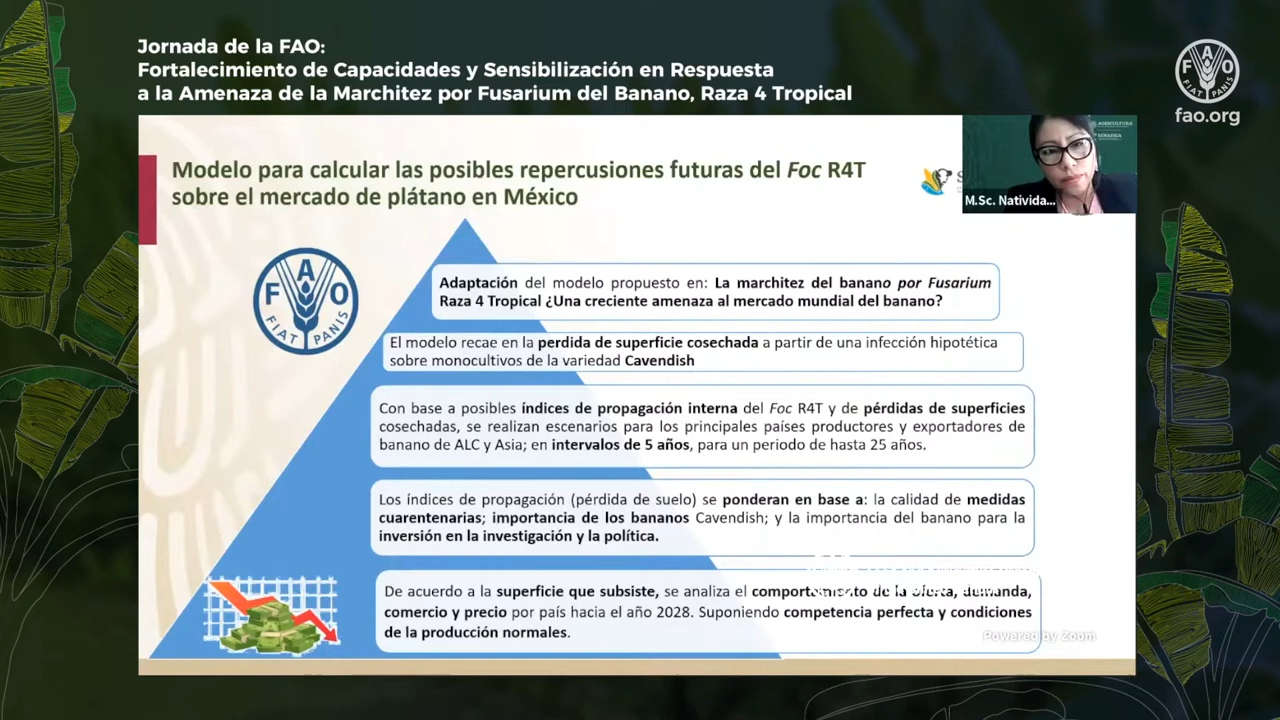 Jornada de la FAO:
Fortalecimiento de Capacidades y Sensibilización en Respuesta
a la Amenaza de la Marchitez por Fusarium del Banano, Raza 4 Tropical
F A O
FIAT PANIS
fao.org
AGRICULTURA
SENASICA
M.Sc. Nativida...
Modelo para calcular las posibles repercusiones futuras del Foc R4T
sobre el mercado de plátano en México
F A O
FIAT PANIS
Adaptación del modelo propuesto en: La marchitez del banano por Fusarium
Raza 4 Tropical ¿Una creciente amenaza al mercado mundial del banano?
El modelo recae en la perdida de superficie cosechada a partir de una infección hipotética
sobre monocultivos de la variedad Cavendish
Con base a posibles índices de propagación interna del Foc R4T y de pérdidas de superficies
cosechadas, se realizan escenarios para los principales países productores y exportadores de
banano de ALC y Asia; en intervalos de 5 años, para un periodo de hasta 25 años.
Los índices de propagación (pérdida de suelo) se ponderan en base a: la calidad de medidas
cuarentenarias; importancia de los bananos Cavendish; y la importancia del banano para la
inversión en la investigación y la política.
De acuerdo a la superficie que subsiste, se analiza el comportamiento de la oferta, demanda,
comercio y precio por país hacia el año 2028. Suponiendo competencia perfecta y condiciones
de la producción normales.
Powered by Zoom